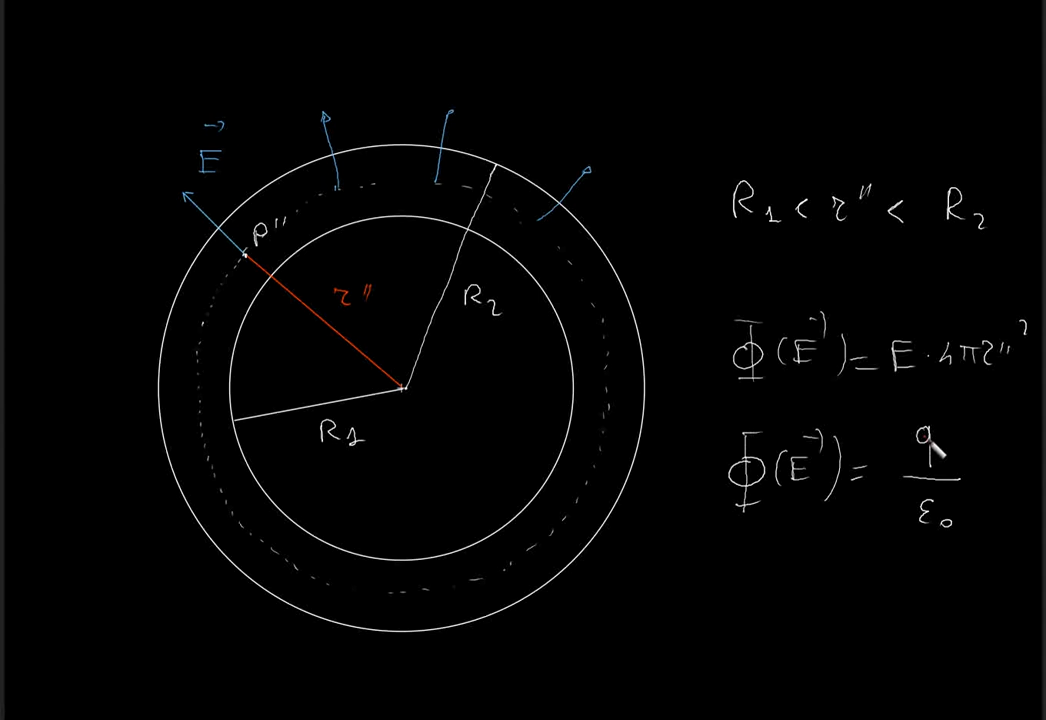 E⃗
P"
r"
R₂
R₁
R₁ < r" < R₂
Φ(E⃗) = E · 4πr"²
Φ(E⃗) = q/ε₀